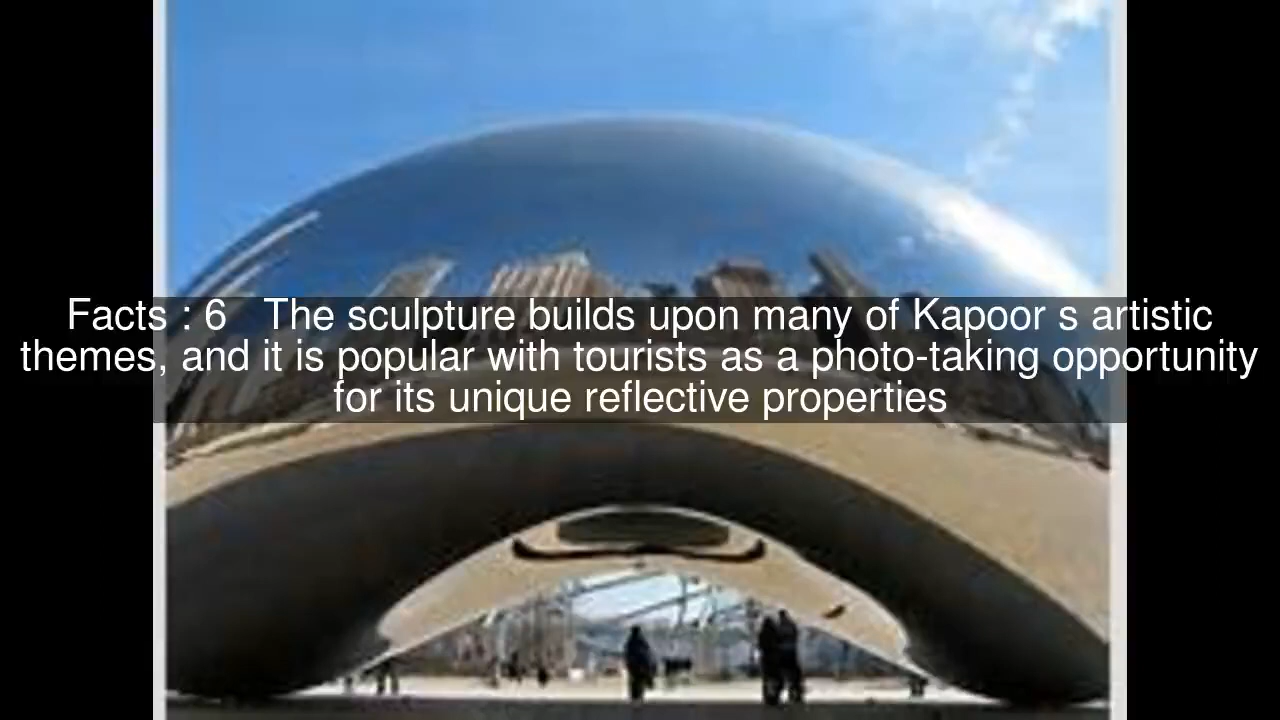 Facts : 6   The sculpture builds upon many of Kapoor s artistic
themes, and it is popular with tourists as a photo-taking opportunity
for its unique reflective properties